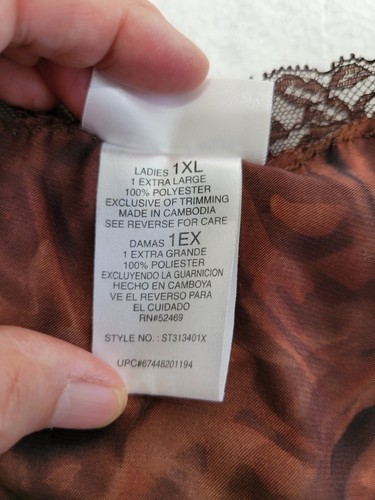 LADIES 1XL
1 EXTRA LARGE
100% POLYESTER
EXCLUSIVE OF TRIMMING
MADE IN CAMBODIA
SEE REVERSE FOR CARE
DAMAS 1EX
1 EXTRA GRANDE
100% POLIESTER
EXCLUYENDO LA GUARNICION
HECHO EN CAMBOYA
VE EL REVERSO PARA
EL CUIDADO
RN#52469
STYLE NO. : ST313401X
UPC#67448201194